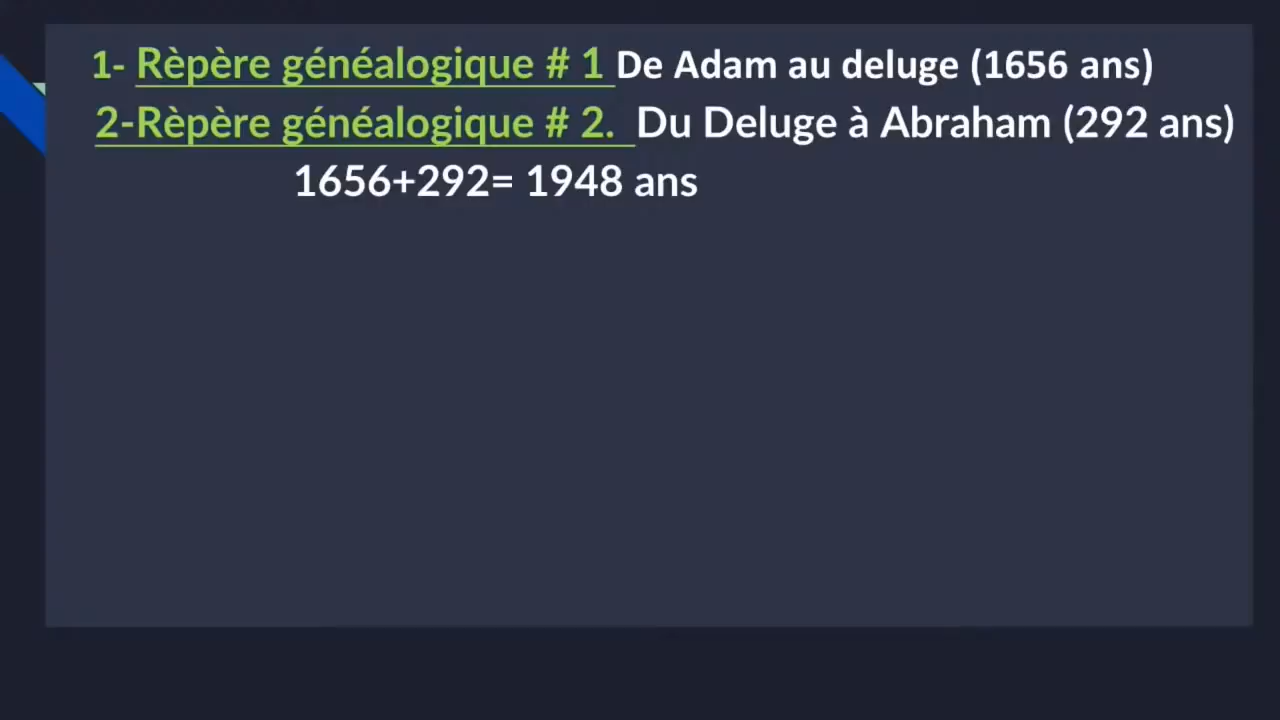 1- Rèpère généalogique # 1 De Adam au deluge (1656 ans)
2-Rèpère généalogique # 2. Du Deluge à Abraham (292 ans)
1656+292= 1948 ans